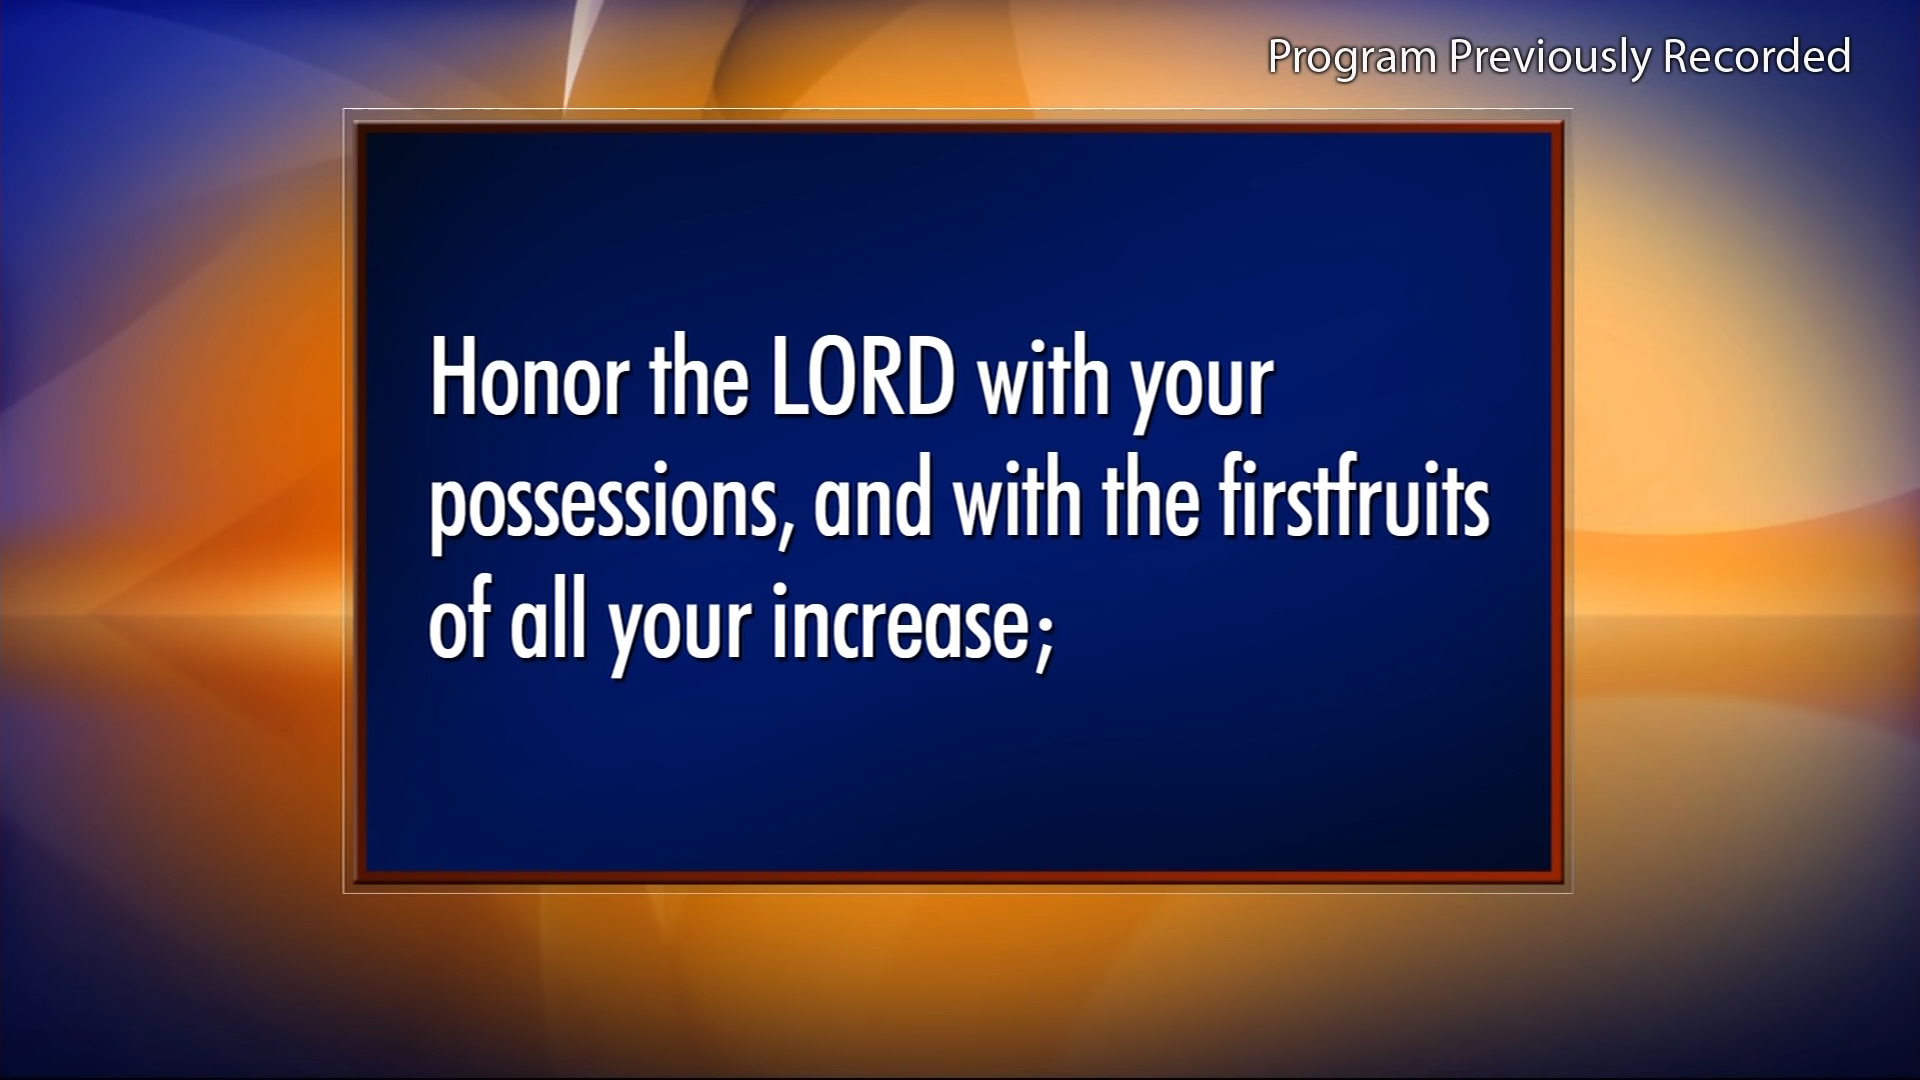 Program Previously Recorded
Honor the LORD with your
possessions, and with the firstfruits
of all your increase;